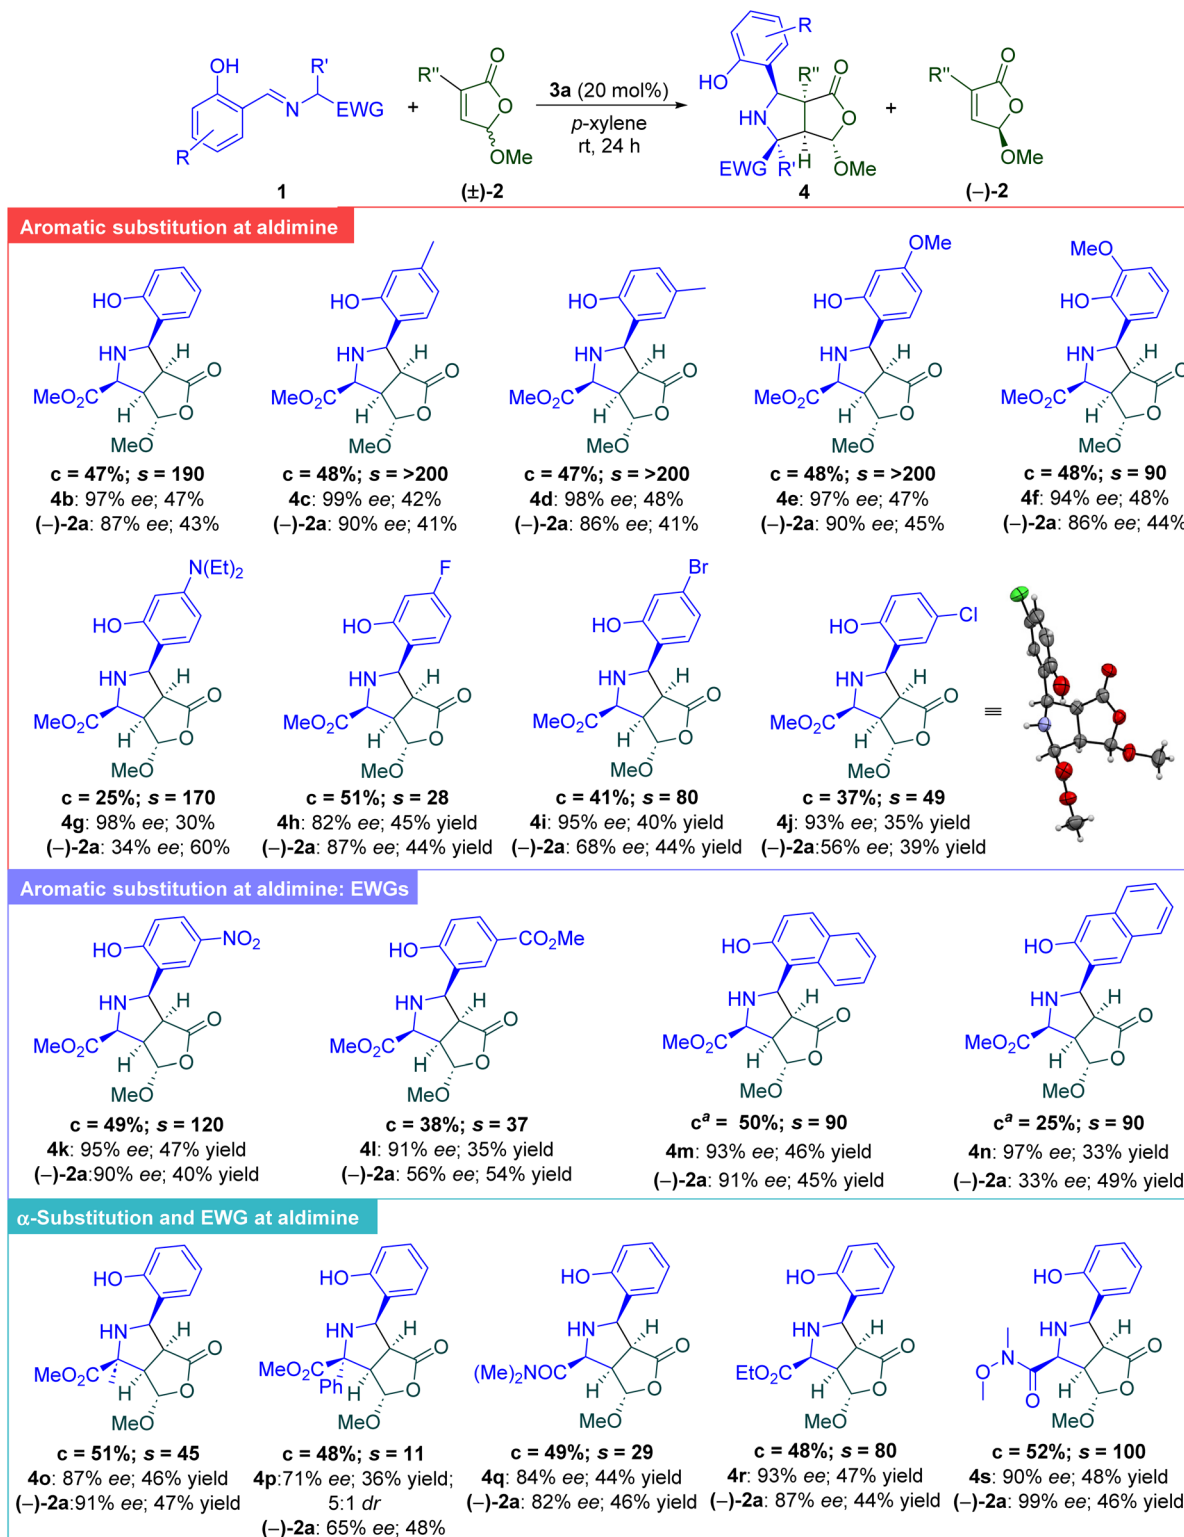 OH
R'
N
EWG
R
1
+
R"
O
O
OMe
(±)-2
3a (20 mol%)
p-xylene
rt, 24 h
R
HO
R"
O
HN
O
H
EWG R' OMe
4
+
R"
O
O
OMe
(−)-2
Aromatic substitution at aldimine
HO
HN
H
O
MeO2C
H
O
MeO
c = 47%; s = 190
4b: 97% ee; 47%
(−)-2a: 87% ee; 43%
HO
HN
H
O
MeO2C
H
O
MeO
c = 48%; s = >200
4c: 99% ee; 42%
(−)-2a: 90% ee; 41%
HO
HN
H
O
MeO2C
H
O
MeO
c = 47%; s = >200
4d: 98% ee; 48%
(−)-2a: 86% ee; 41%
OMe
HO
HN
H
O
MeO2C
H
O
MeO
c = 48%; s = >200
4e: 97% ee; 47%
(−)-2a: 90% ee; 45%
MeO
HO
HN
H
O
MeO2C
H
O
MeO
c = 48%; s = 90
4f: 94% ee; 48%
(−)-2a: 86% ee; 44%
N(Et)2
HO
HN
H
O
MeO2C
H
O
MeO
c = 25%; s = 170
4g: 98% ee; 30%
(−)-2a: 34% ee; 60%
F
HO
HN
H
O
MeO2C
H
O
MeO
c = 51%; s = 28
4h: 82% ee; 45% yield
(−)-2a: 87% ee; 44% yield
Br
HO
HN
H
O
MeO2C
H
O
MeO
c = 41%; s = 80
4i: 95% ee; 40% yield
(−)-2a: 68% ee; 44% yield
HO
Cl
HN
H
O
MeO2C
H
O
MeO
≡
c = 37%; s = 49
4j: 93% ee; 35% yield
(−)-2a:56% ee; 39% yield
Aromatic substitution at aldimine: EWGs
HO
NO2
HN
H
O
MeO2C
H
O
MeO
c = 49%; s = 120
4k: 95% ee; 47% yield
(−)-2a:90% ee; 40% yield
HO
CO2Me
HN
H
O
MeO2C
H
O
MeO
c = 38%; s = 37
4l: 91% ee; 35% yield
(−)-2a: 56% ee; 54% yield
HO
HN
H
O
MeO2C
H
O
MeO
cᵃ = 50%; s = 90
4m: 93% ee; 46% yield
(−)-2a: 91% ee; 45% yield
HO
HN
H
O
MeO2C
H
O
MeO
cᵃ = 25%; s = 90
4n: 97% ee; 33% yield
(−)-2a: 33% ee; 49% yield
α-Substitution and EWG at aldimine
HO
HN
H
O
MeO2C
H
O
MeO
c = 51%; s = 45
4o: 87% ee; 46% yield
(−)-2a:91% ee; 47% yield
HO
HN
H
O
MeO2C
Ph
H
O
MeO
c = 48%; s = 11
4p:71% ee; 36% yield;
5:1 dr
(−)-2a: 65% ee; 48%
HO
HN
H
O
(Me)2NOC
H
O
MeO
c = 49%; s = 29
4q: 84% ee; 44% yield
(−)-2a: 82% ee; 46% yield
HO
HN
H
O
EtO2C
H
O
MeO
c = 48%; s = 80
4r: 93% ee; 47% yield
(−)-2a: 87% ee; 44% yield
HO
HN
H
O
N
O
H
O
O
MeO
c = 52%; s = 100
4s: 90% ee; 48% yield
(−)-2a: 99% ee; 46% yield